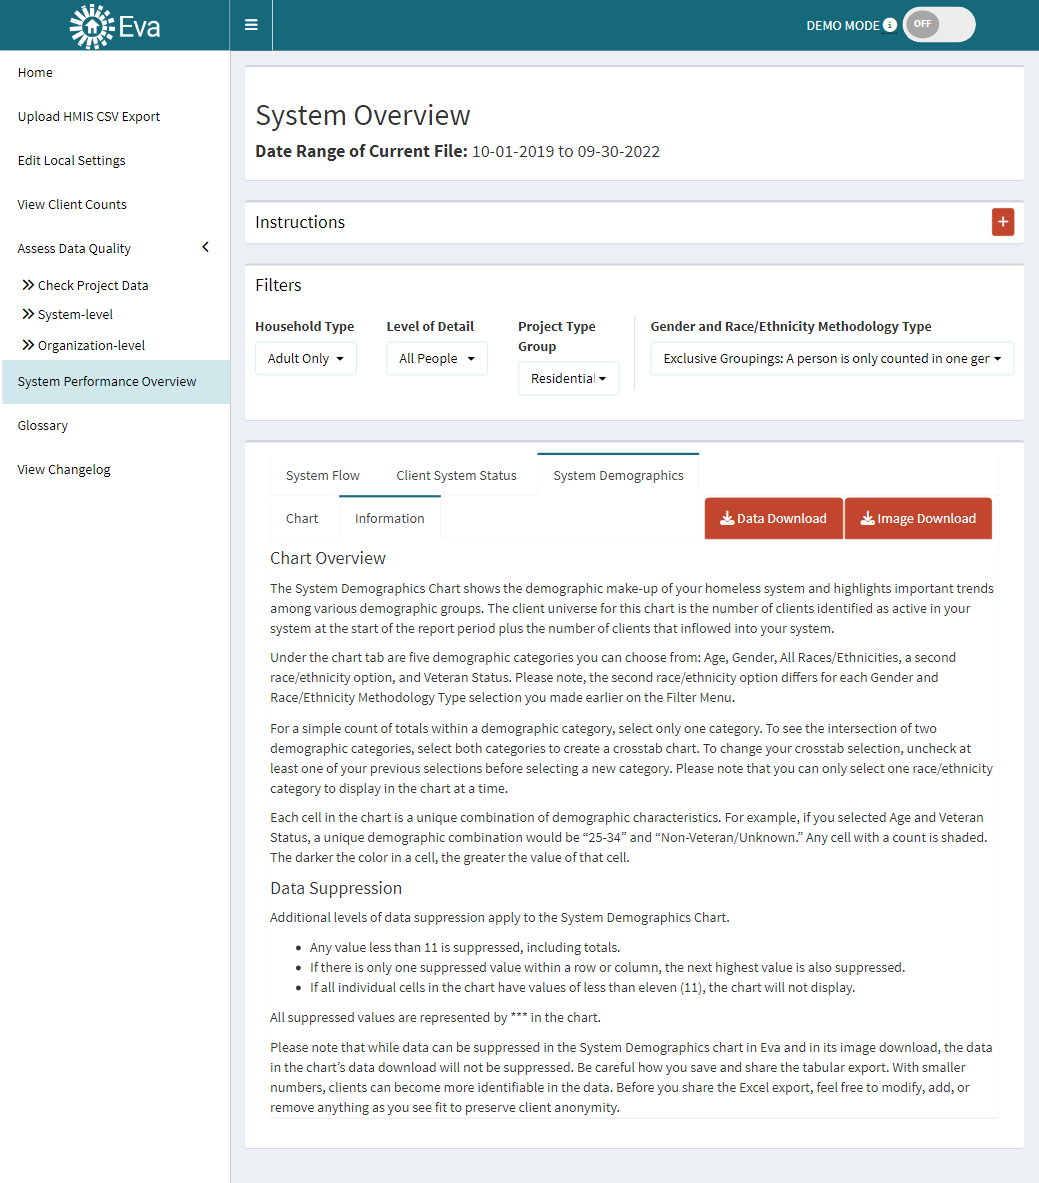 Eva
DEMO MODE
OFF
Home
Upload HMIS CSV Export
Edit Local Settings
View Client Counts
Assess Data Quality
Check Project Data
System-level
Organization-level
System Performance Overview
Glossary
View Changelog
System Overview
Date Range of Current File: 10-01-2019 to 09-30-2022
Instructions
Filters
Household Type
Adult Only
Level of Detail
All People
Project Type
Group
Residential
Gender and Race/Ethnicity Methodology Type
Exclusive Groupings: A person is only counted in one ger
System Flow
Client System Status
System Demographics
Chart
Information
Data Download
Image Download
Chart Overview
The System Demographics Chart shows the demographic make-up of your homeless system and highlights important trends
among various demographic groups. The client universe for this chart is the number of clients identified as active in your
system at the start of the report period plus the number of clients that inflowed into your system.
Under the chart tab are five demographic categories you can choose from: Age, Gender, All Races/Ethnicities, a second
race/ethnicity option, and Veteran Status. Please note, the second race/ethnicity option differs for each Gender and
Race/Ethnicity Methodology Type selection you made earlier on the Filter Menu.
For a simple count of totals within a demographic category, select only one category. To see the intersection of two
demographic categories, select both categories to create a crosstab chart. To change your crosstab selection, uncheck at
least one of your previous selections before selecting a new category. Please note that you can only select one race/ethnicity
category to display in the chart at a time.
Each cell in the chart is a unique combination of demographic characteristics. For example, if you selected Age and Veteran
Status, a unique demographic combination would be “25-34” and “Non-Veteran/Unknown.” Any cell with a count is shaded.
The darker the color in a cell, the greater the value of that cell.
Data Suppression
Additional levels of data suppression apply to the System Demographics Chart.
• Any value less than 11 is suppressed, including totals.
• If there is only one suppressed value within a row or column, the next highest value is also suppressed.
• If all individual cells in the chart have values of less than eleven (11), the chart will not display.
All suppressed values are represented by *** in the chart.
Please note that while data can be suppressed in the System Demographics chart in Eva and in its image download, the data
in the chart’s data download will not be suppressed. Be careful how you save and share the tabular export. With smaller
numbers, clients can become more identifiable in the data. Before you share the Excel export, feel free to modify, add, or
remove anything as you see fit to preserve client anonymity.